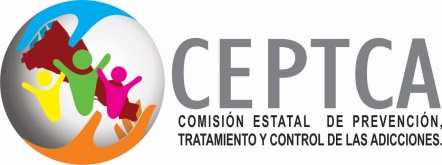 CEPTCA
COMISIÓN ESTATAL DE PREVENCIÓN,
TRATAMIENTO Y CONTROL DE LAS ADICCIONES.